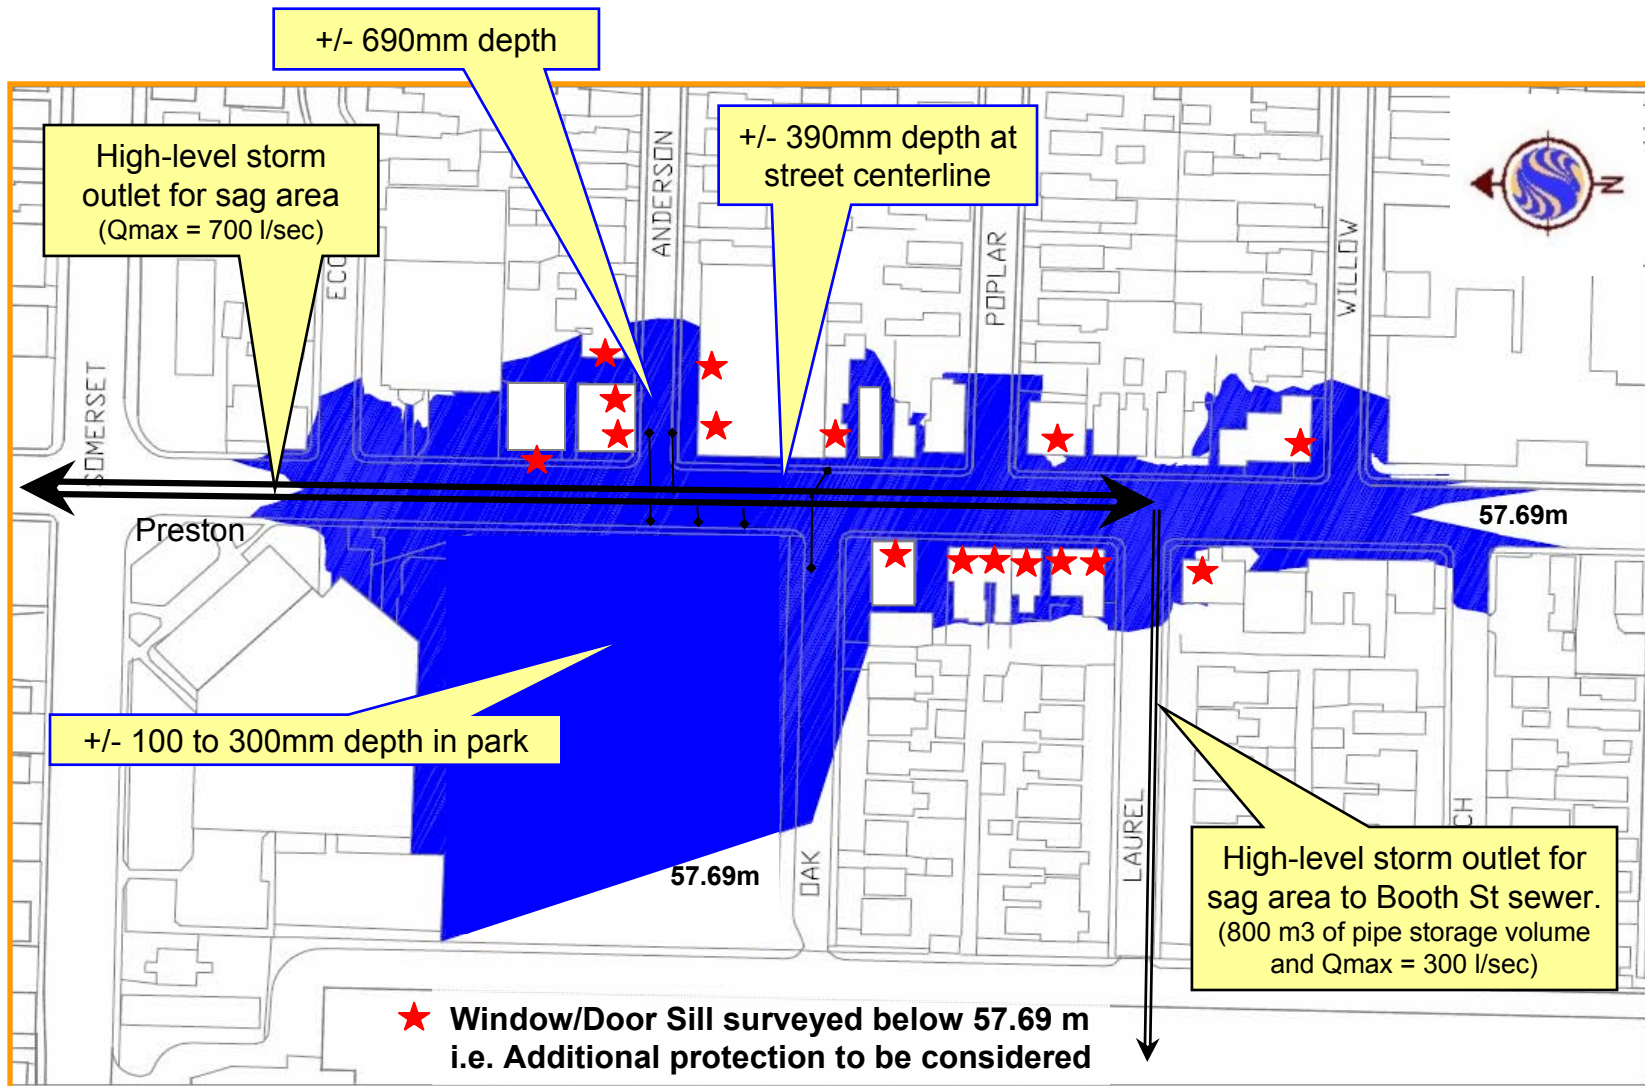 +/- 690mm depth
High-level storm
outlet for sag area
(Qmax = 700 l/sec)
+/- 390mm depth at
street centerline
N
ANDERSON
POPLAR
WILLOW
SOMERSET
Preston
57.69m
+/- 100 to 300mm depth in park
57.69m
OAK
LAUREL
High-level storm outlet for
sag area to Booth St sewer.
(800 m3 of pipe storage volume
and Qmax = 300 l/sec)
Window/Door Sill surveyed below 57.69 m
i.e. Additional protection to be considered